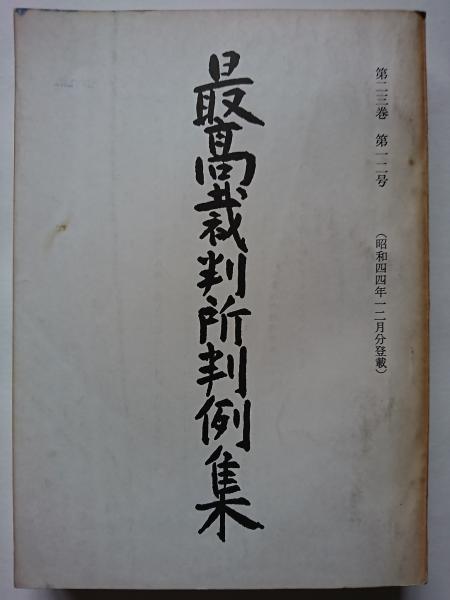 第二三巻 第一二号
(昭和四四年一二月分登載)
最高裁判所判例集